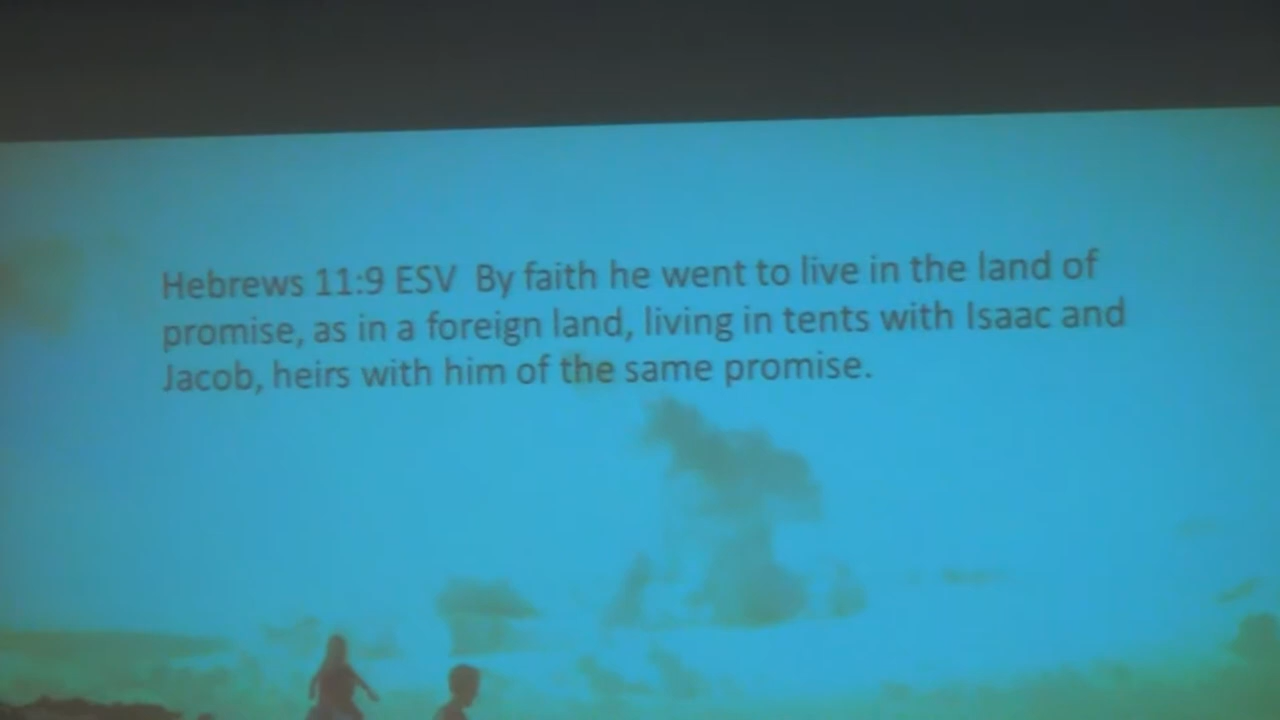 Hebrews 11:9 ESV  By faith he went to live in the land of
promise, as in a foreign land, living in tents with Isaac and
Jacob, heirs with him of the same promise.